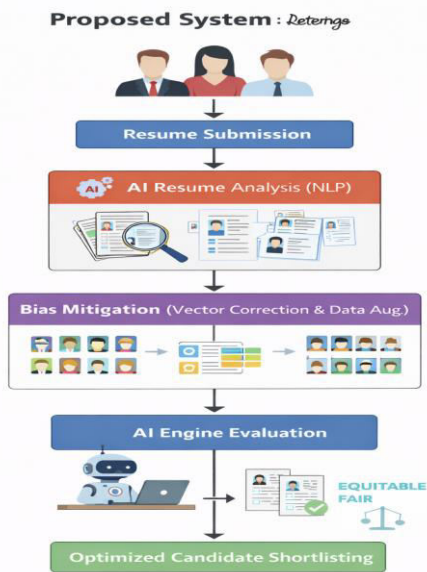 Proposed System : Reterngs
Resume Submission
AI
AI Resume Analysis (NLP)
Bias Mitigation (Vector Correction & Data Aug.)
AI Engine Evaluation
EQUITABLE
FAIR
Optimized Candidate Shortlisting